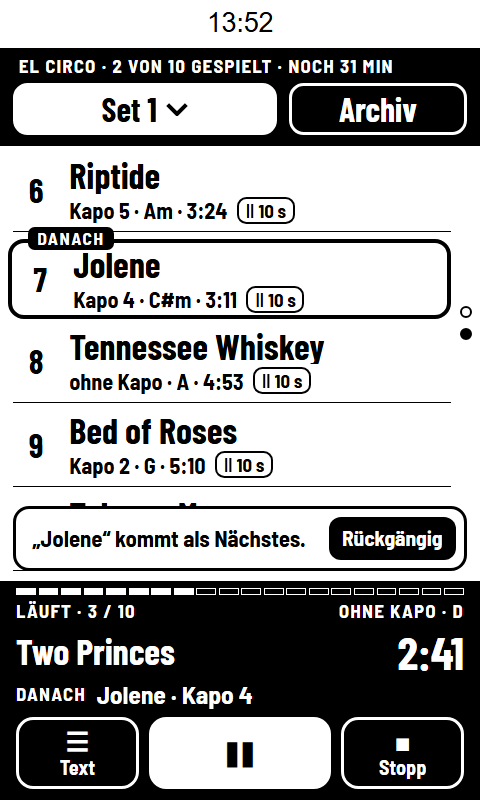 13:52
EL CIRCO · 2 VON 10 GESPIELT · NOCH 31 MIN
Set 1
Archiv
6
Riptide
Kapo 5 · Am · 3:24
10 s
DANACH
7
Jolene
Kapo 4 · C#m · 3:11
10 s
8
Tennessee Whiskey
ohne Kapo · A · 4:53
10 s
9
Bed of Roses
Kapo 2 · G · 5:10
10 s
„Jolene“ kommt als Nächstes.
Rückgängig
LÄUFT · 3 / 10
OHNE KAPO · D
Two Princes
2:41
DANACH Jolene · Kapo 4
Text
Stopp